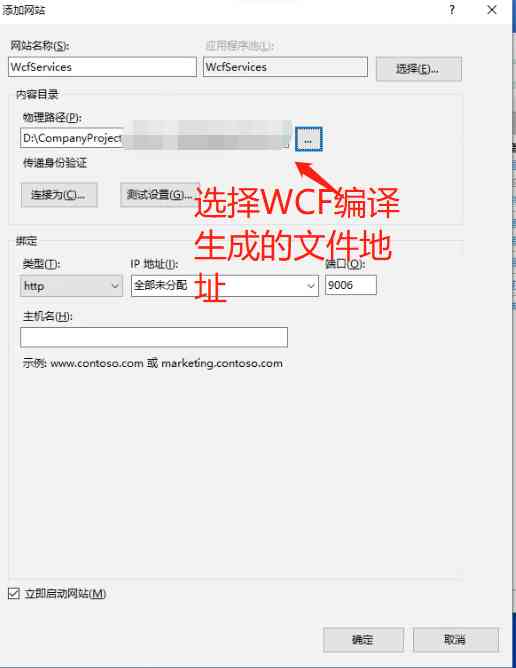 添加网站
? ×
网站名称(S):
应用程序池(L):
WcfServices
WcfServices
选择(E)...
内容目录
物理路径(P):
D:\CompanyProject
...
传递身份验证
连接为(C)...
测试设置(G)...
选择WCF编译
生成的文件地
址
绑定
类型(T):
IP 地址(I):
端口(O):
http
全部未分配
9006
主机名(H):
示例: www.contoso.com 或 marketing.contoso.com
立即启动网站(M)
确定
取消